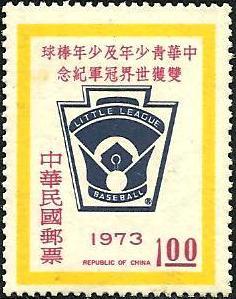 中華青少年及少年棒球
雙獲世界冠軍紀念
LITTLE LEAGUE
BASEBALL ®
中華民國郵票
1973
1.00
REPUBLIC OF CHINA